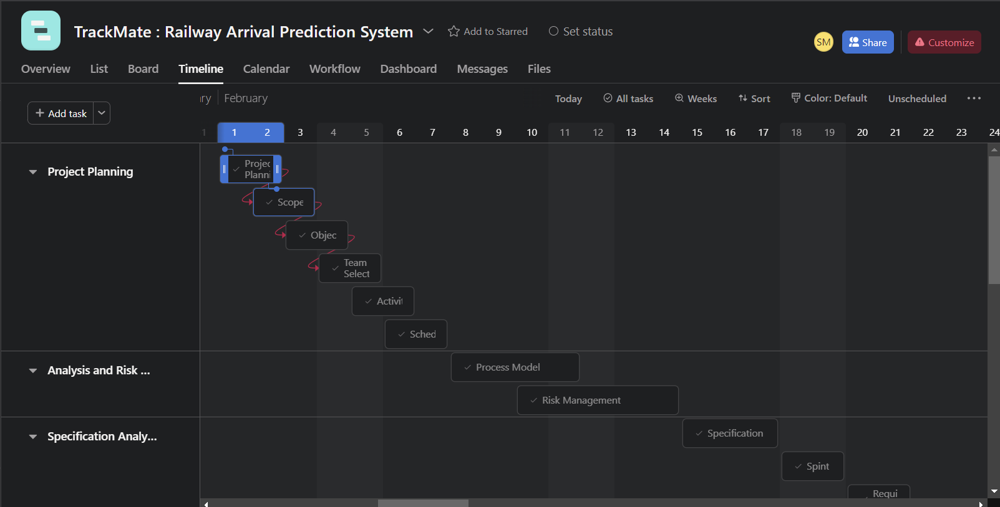 TrackMate : Railway Arrival Prediction System
Add to Starred
Set status
SM
Share
Customize
Overview List Board Timeline Calendar Workflow Dashboard Messages Files
Add task
ry February
Today All tasks Weeks Sort Color: Default Unscheduled
1 1 2 3 4 5 6 7 8 9 10 11 12 13 14 15 16 17 18 19 20 21 22 23 24
Project Planning
Projec
Planni
Scope
Objec
Team
Select
Activit
Sched
Analysis and Risk ...
Process Model
Risk Management
Specification Analy...
Specification
Spint
Requi